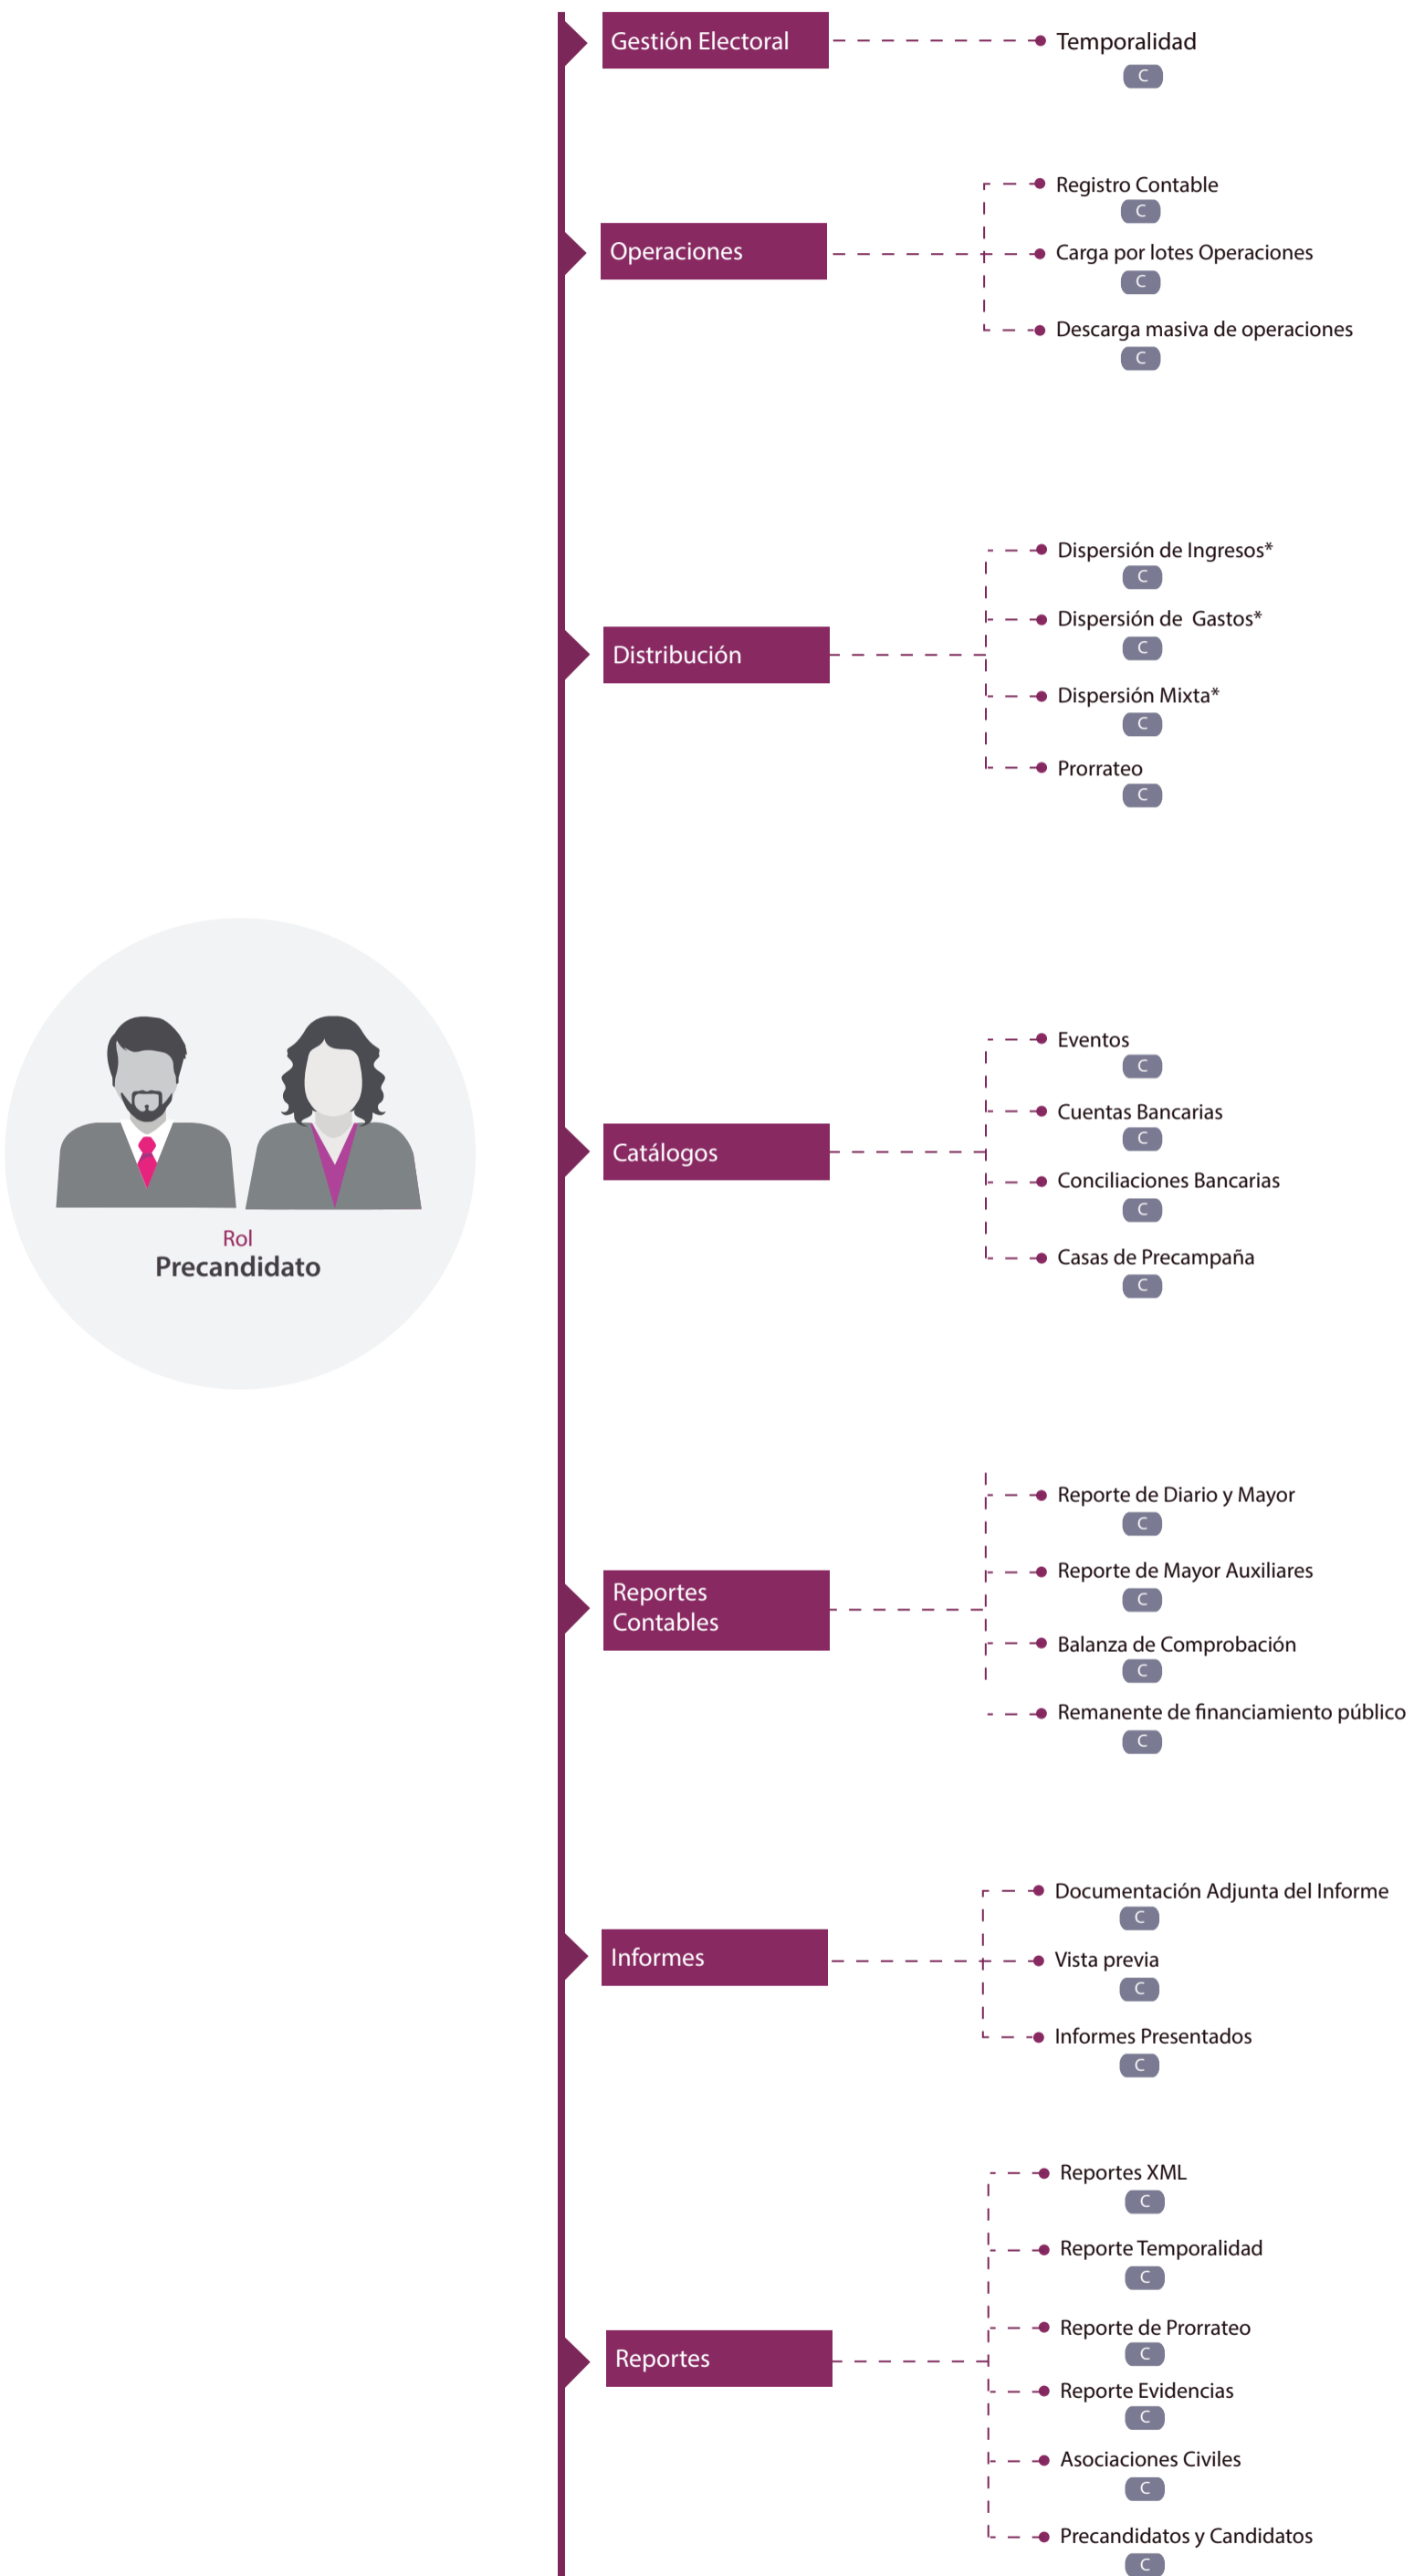 Gestión Electoral
Temporalidad
C
Operaciones
Registro Contable
C
Carga por lotes Operaciones
C
Descarga masiva de operaciones
C
Distribución
Dispersión de Ingresos*
C
Dispersión de  Gastos*
C
Dispersión Mixta*
C
Prorrateo
C
Rol
Precandidato
Catálogos
Eventos
C
Cuentas Bancarias
C
Conciliaciones Bancarias
C
Casas de Precampaña
C
Reportes
Contables
Reporte de Diario y Mayor
C
Reporte de Mayor Auxiliares
C
Balanza de Comprobación
C
Remanente de financiamiento público
C
Informes
Documentación Adjunta del Informe
C
Vista previa
C
Informes Presentados
C
Reportes
Reportes XML
C
Reporte Temporalidad
C
Reporte de Prorrateo
C
Reporte Evidencias
C
Asociaciones Civiles
C
Precandidatos y Candidatos
C